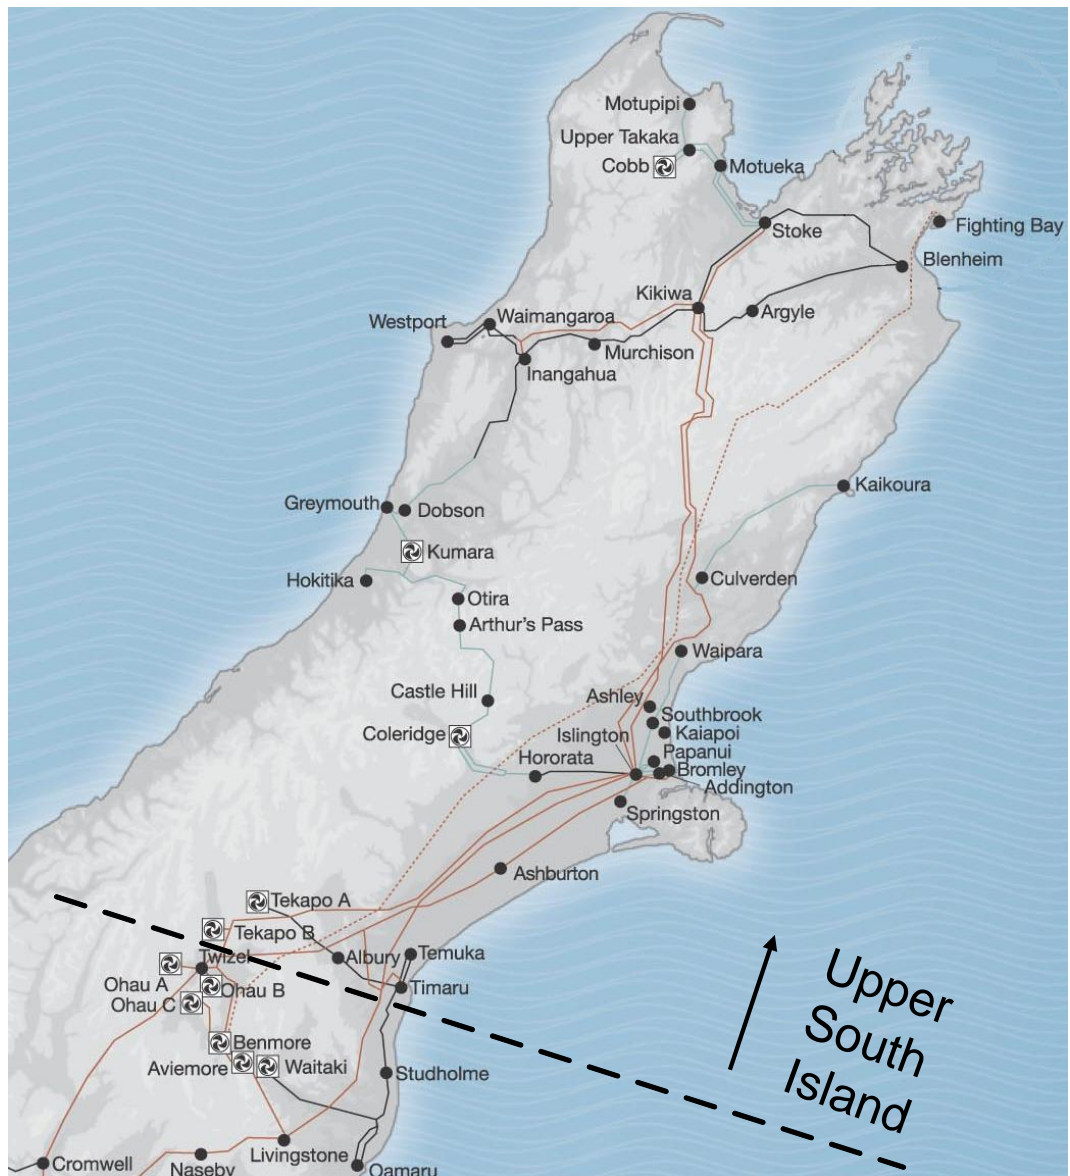 Motupipi
Upper Takaka
Cobb
Motueka
Stoke
Fighting Bay
Blenheim
Kikiwa
Argyle
Westport
Waimangaroa
Murchison
Inangahua
Kaikoura
Greymouth
Dobson
Kumara
Culverden
Hokitika
Otira
Arthur's Pass
Waipara
Castle Hill
Ashley
Southbrook
Coleridge
Islington
Kaiapoi
Papanui
Hororata
Bromley
Addington
Springston
Ashburton
Tekapo A
Tekapo B
Twizel
Albury
Temuka
Ohau A
Ohau B
Timaru
Ohau C
Benmore
Aviemore
Waitaki
Studholme
Livingstone
Cromwell
Naseby
Oamaru
Upper
South
Island